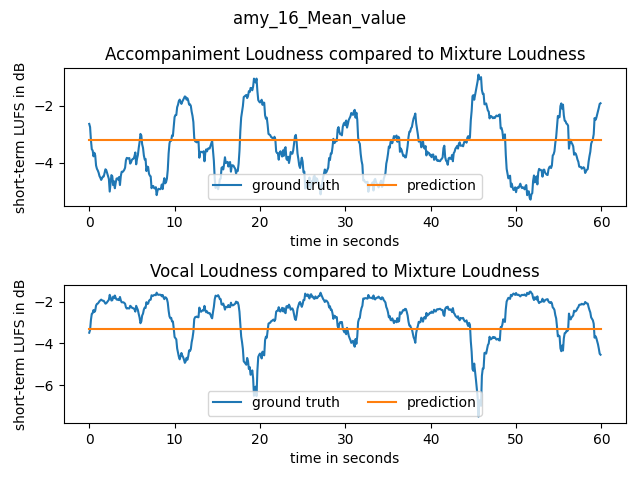 amy_16_Mean_value
Accompaniment Loudness compared to Mixture Loudness
short-term LUFS in dB
−2
−4
ground truth
prediction
0 10 20 30 40 50 60
time in seconds
Vocal Loudness compared to Mixture Loudness
short-term LUFS in dB
−2
−4
−6
ground truth
prediction
0 10 20 30 40 50 60
time in seconds